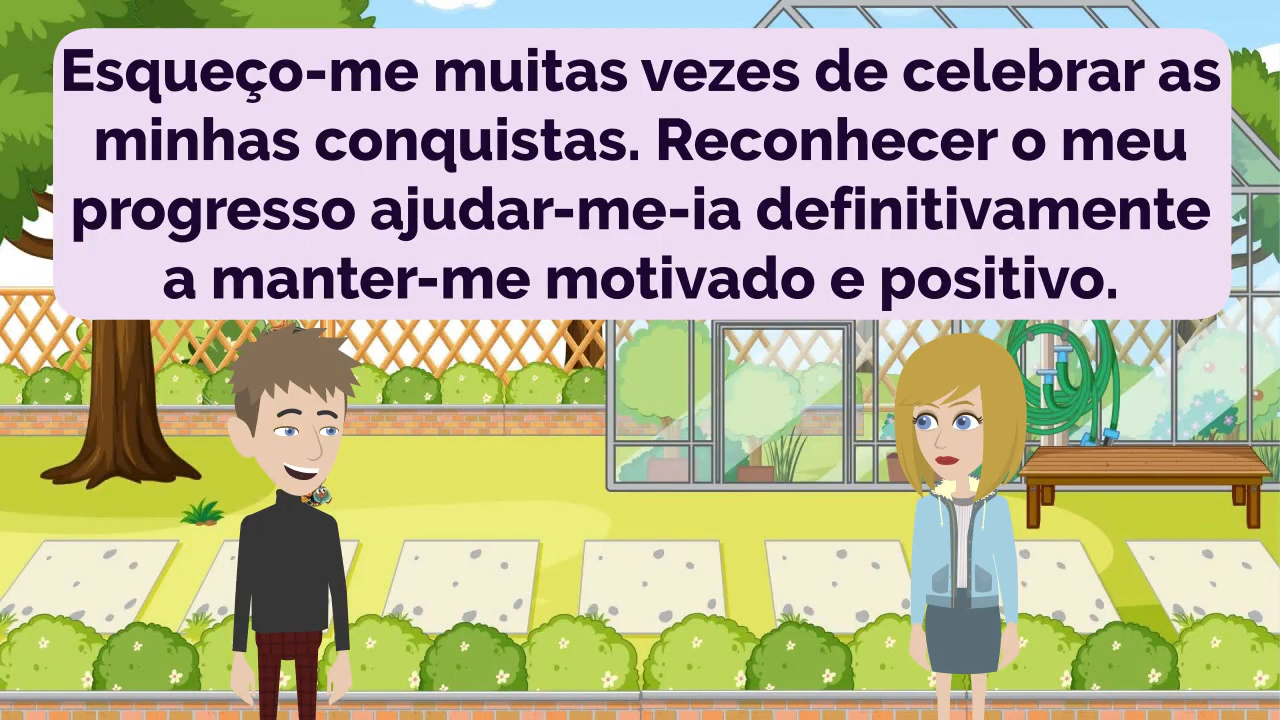 Esqueço-me muitas vezes de celebrar as
minhas conquistas. Reconhecer o meu
progresso ajudar-me-ia definitivamente
a manter-me motivado e positivo.